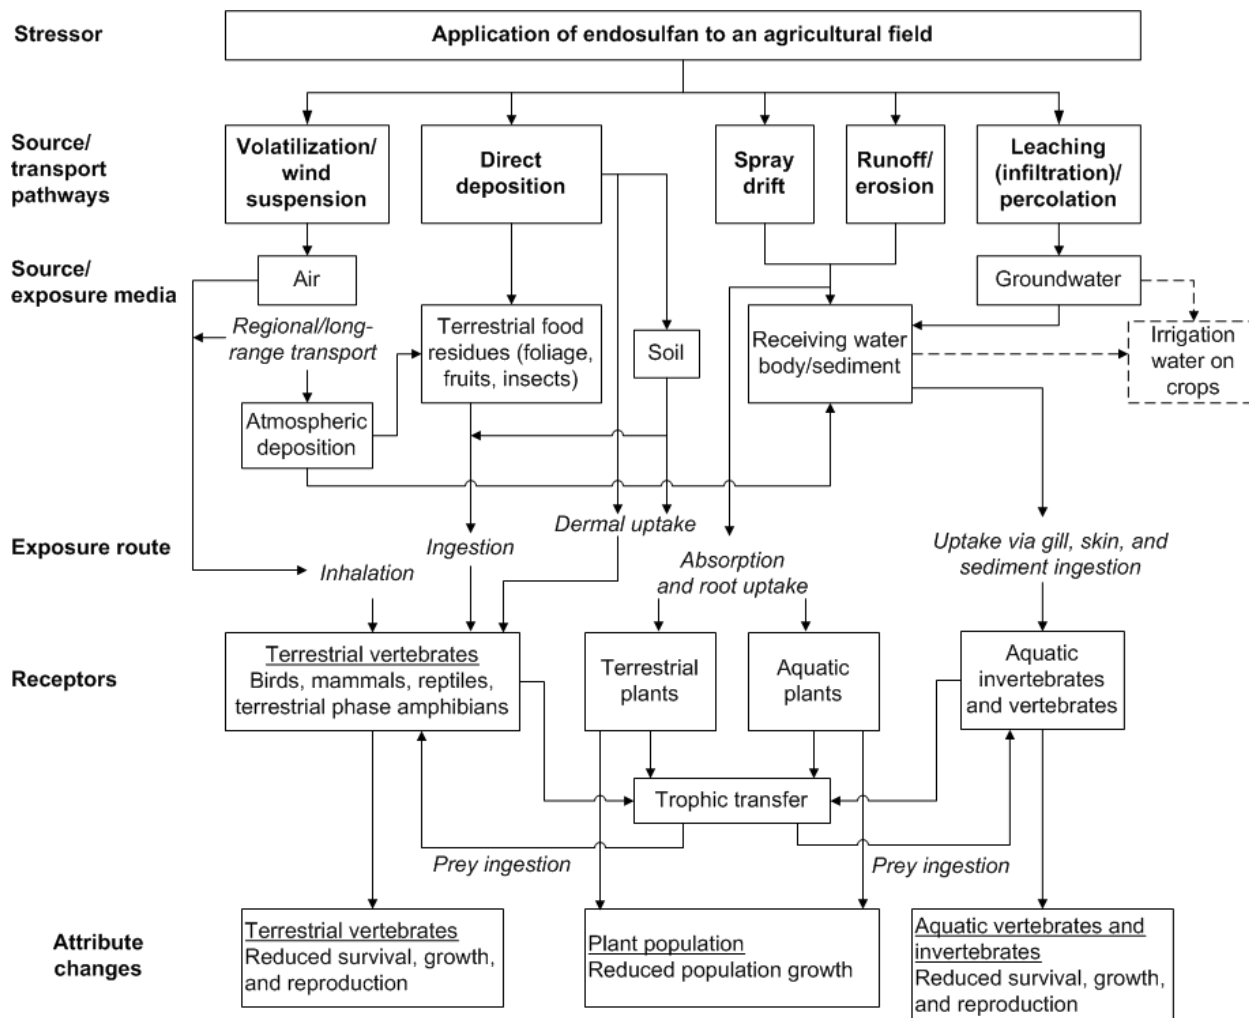 Stressor
Application of endosulfan to an agricultural field
Source/
transport
pathways
Volatilization/
wind
suspension
Direct
deposition
Spray
drift
Runoff/
erosion
Leaching
(infiltration)/
percolation
Source/
exposure media
Air
Groundwater
Regional/long-
range transport
Terrestrial food
residues (foliage,
fruits, insects)
Soil
Receiving water
body/sediment
Irrigation
water on
crops
Atmospheric
deposition
Exposure route
Inhalation
Ingestion
Dermal uptake
Absorption
and root uptake
Uptake via gill, skin, and
sediment ingestion
Receptors
Terrestrial vertebrates
Birds, mammals, reptiles,
terrestrial phase amphibians
Terrestrial
plants
Aquatic
plants
Aquatic
invertebrates
and vertebrates
Trophic transfer
Prey ingestion
Prey ingestion
Attribute
changes
Terrestrial vertebrates
Reduced survival, growth,
and reproduction
Plant population
Reduced population growth
Aquatic vertebrates and
invertebrates
Reduced survival, growth,
and reproduction